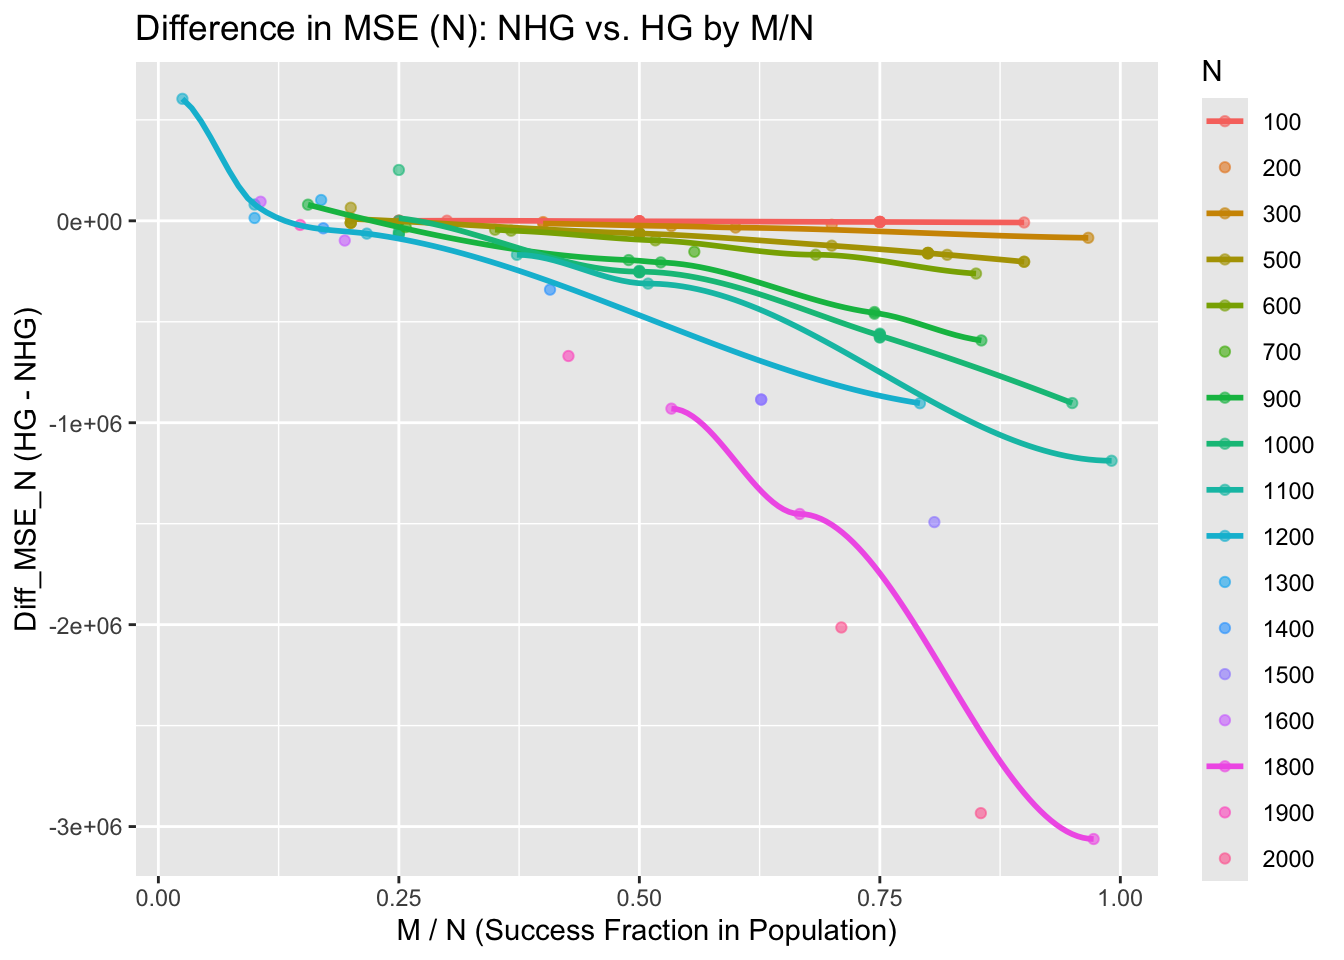 Difference in MSE (N): NHG vs. HG by M/N
Diff_MSE_N (HG - NHG)
0e+00
-1e+06
-2e+06
-3e+06
0.00
0.25
0.50
0.75
1.00
M / N (Success Fraction in Population)
N
100
200
300
500
600
700
900
1000
1100
1200
1300
1400
1500
1600
1800
1900
2000